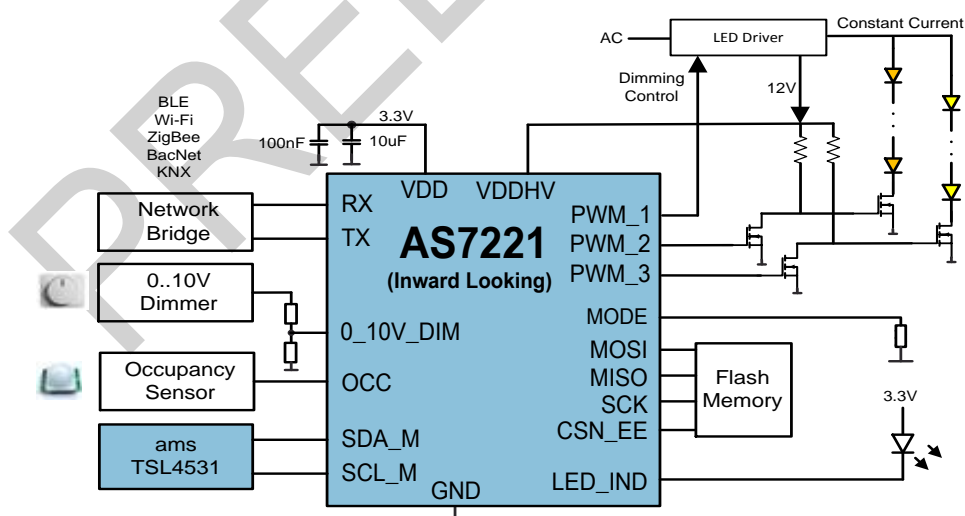 PREL
AC
LED Driver
Constant Current
Dimming
Control
12V
BLE
Wi-Fi
ZigBee
BacNet
KNX
3.3V
100nF
10uF
VDD
VDDHV
Network
Bridge
RX
TX
AS7221
(Inward Looking)
PWM_1
PWM_2
PWM_3
0..10V
Dimmer
0_10V_DIM
MODE
Occupancy
Sensor
OCC
MOSI
MISO
SCK
CSN_EE
Flash
Memory
3.3V
ams
TSL4531
SDA_M
SCL_M
GND
LED_IND